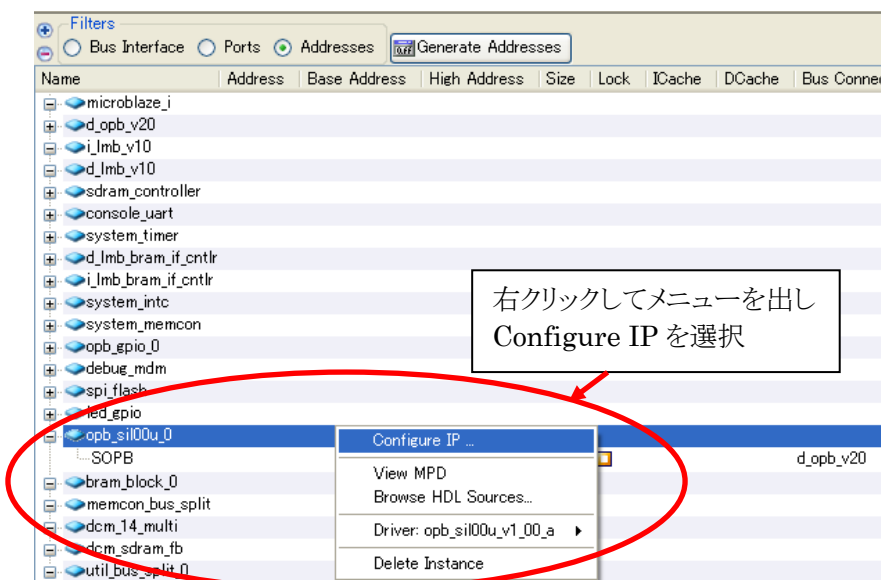 Filters
Bus Interface Ports Addresses Generate Addresses
Name Address Base Address High Address Size Lock ICache DCache Bus Connec
microblaze_i
d_opb_v20
i_lmb_v10
d_lmb_v10
sdram_controller
console_uart
system_timer
d_lmb_bram_if_cntlr
i_lmb_bram_if_cntlr
system_intc
system_memcon
opb_gpio_0
debug_mdm
spi_flash
led_gpio
opb_sil00u_0
SOPB d_opb_v20
bram_block_0
memcon_bus_split
dcm_14_multi
dcm_sdram_fb
util_bus_split_0
右クリックしてメニューを出し
Configure IP を選択
Configure IP ...
View MPD
Browse HDL Sources...
Driver: opb_sil00u_v1_00_a
Delete Instance